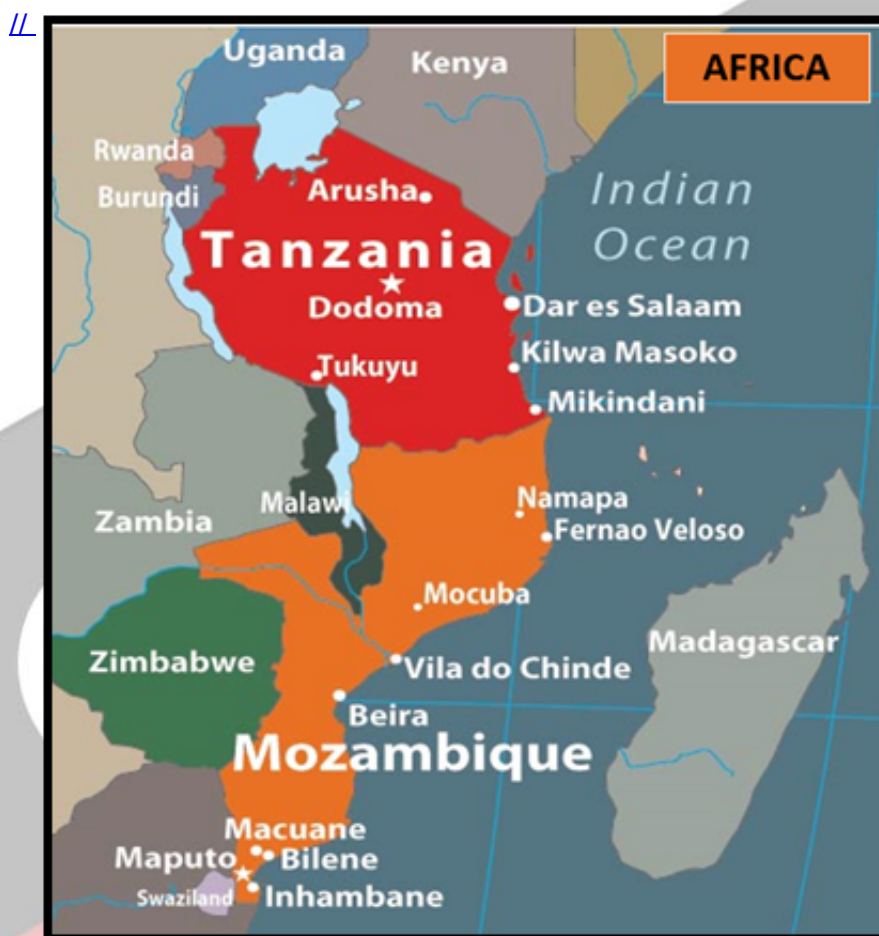 //
AFRICA
Uganda
Kenya
Rwanda
Burundi
Arusha
Indian
Ocean
Tanzania
Dodoma
Dar es Salaam
Kilwa Masoko
Tukuyu
Mikindani
Malawi
Namapa
Zambia
Fernao Veloso
Mocuba
Madagascar
Zimbabwe
Vila do Chinde
Beira
Mozambique
Macuane
Maputo
Bilene
Swaziland
Inhambane